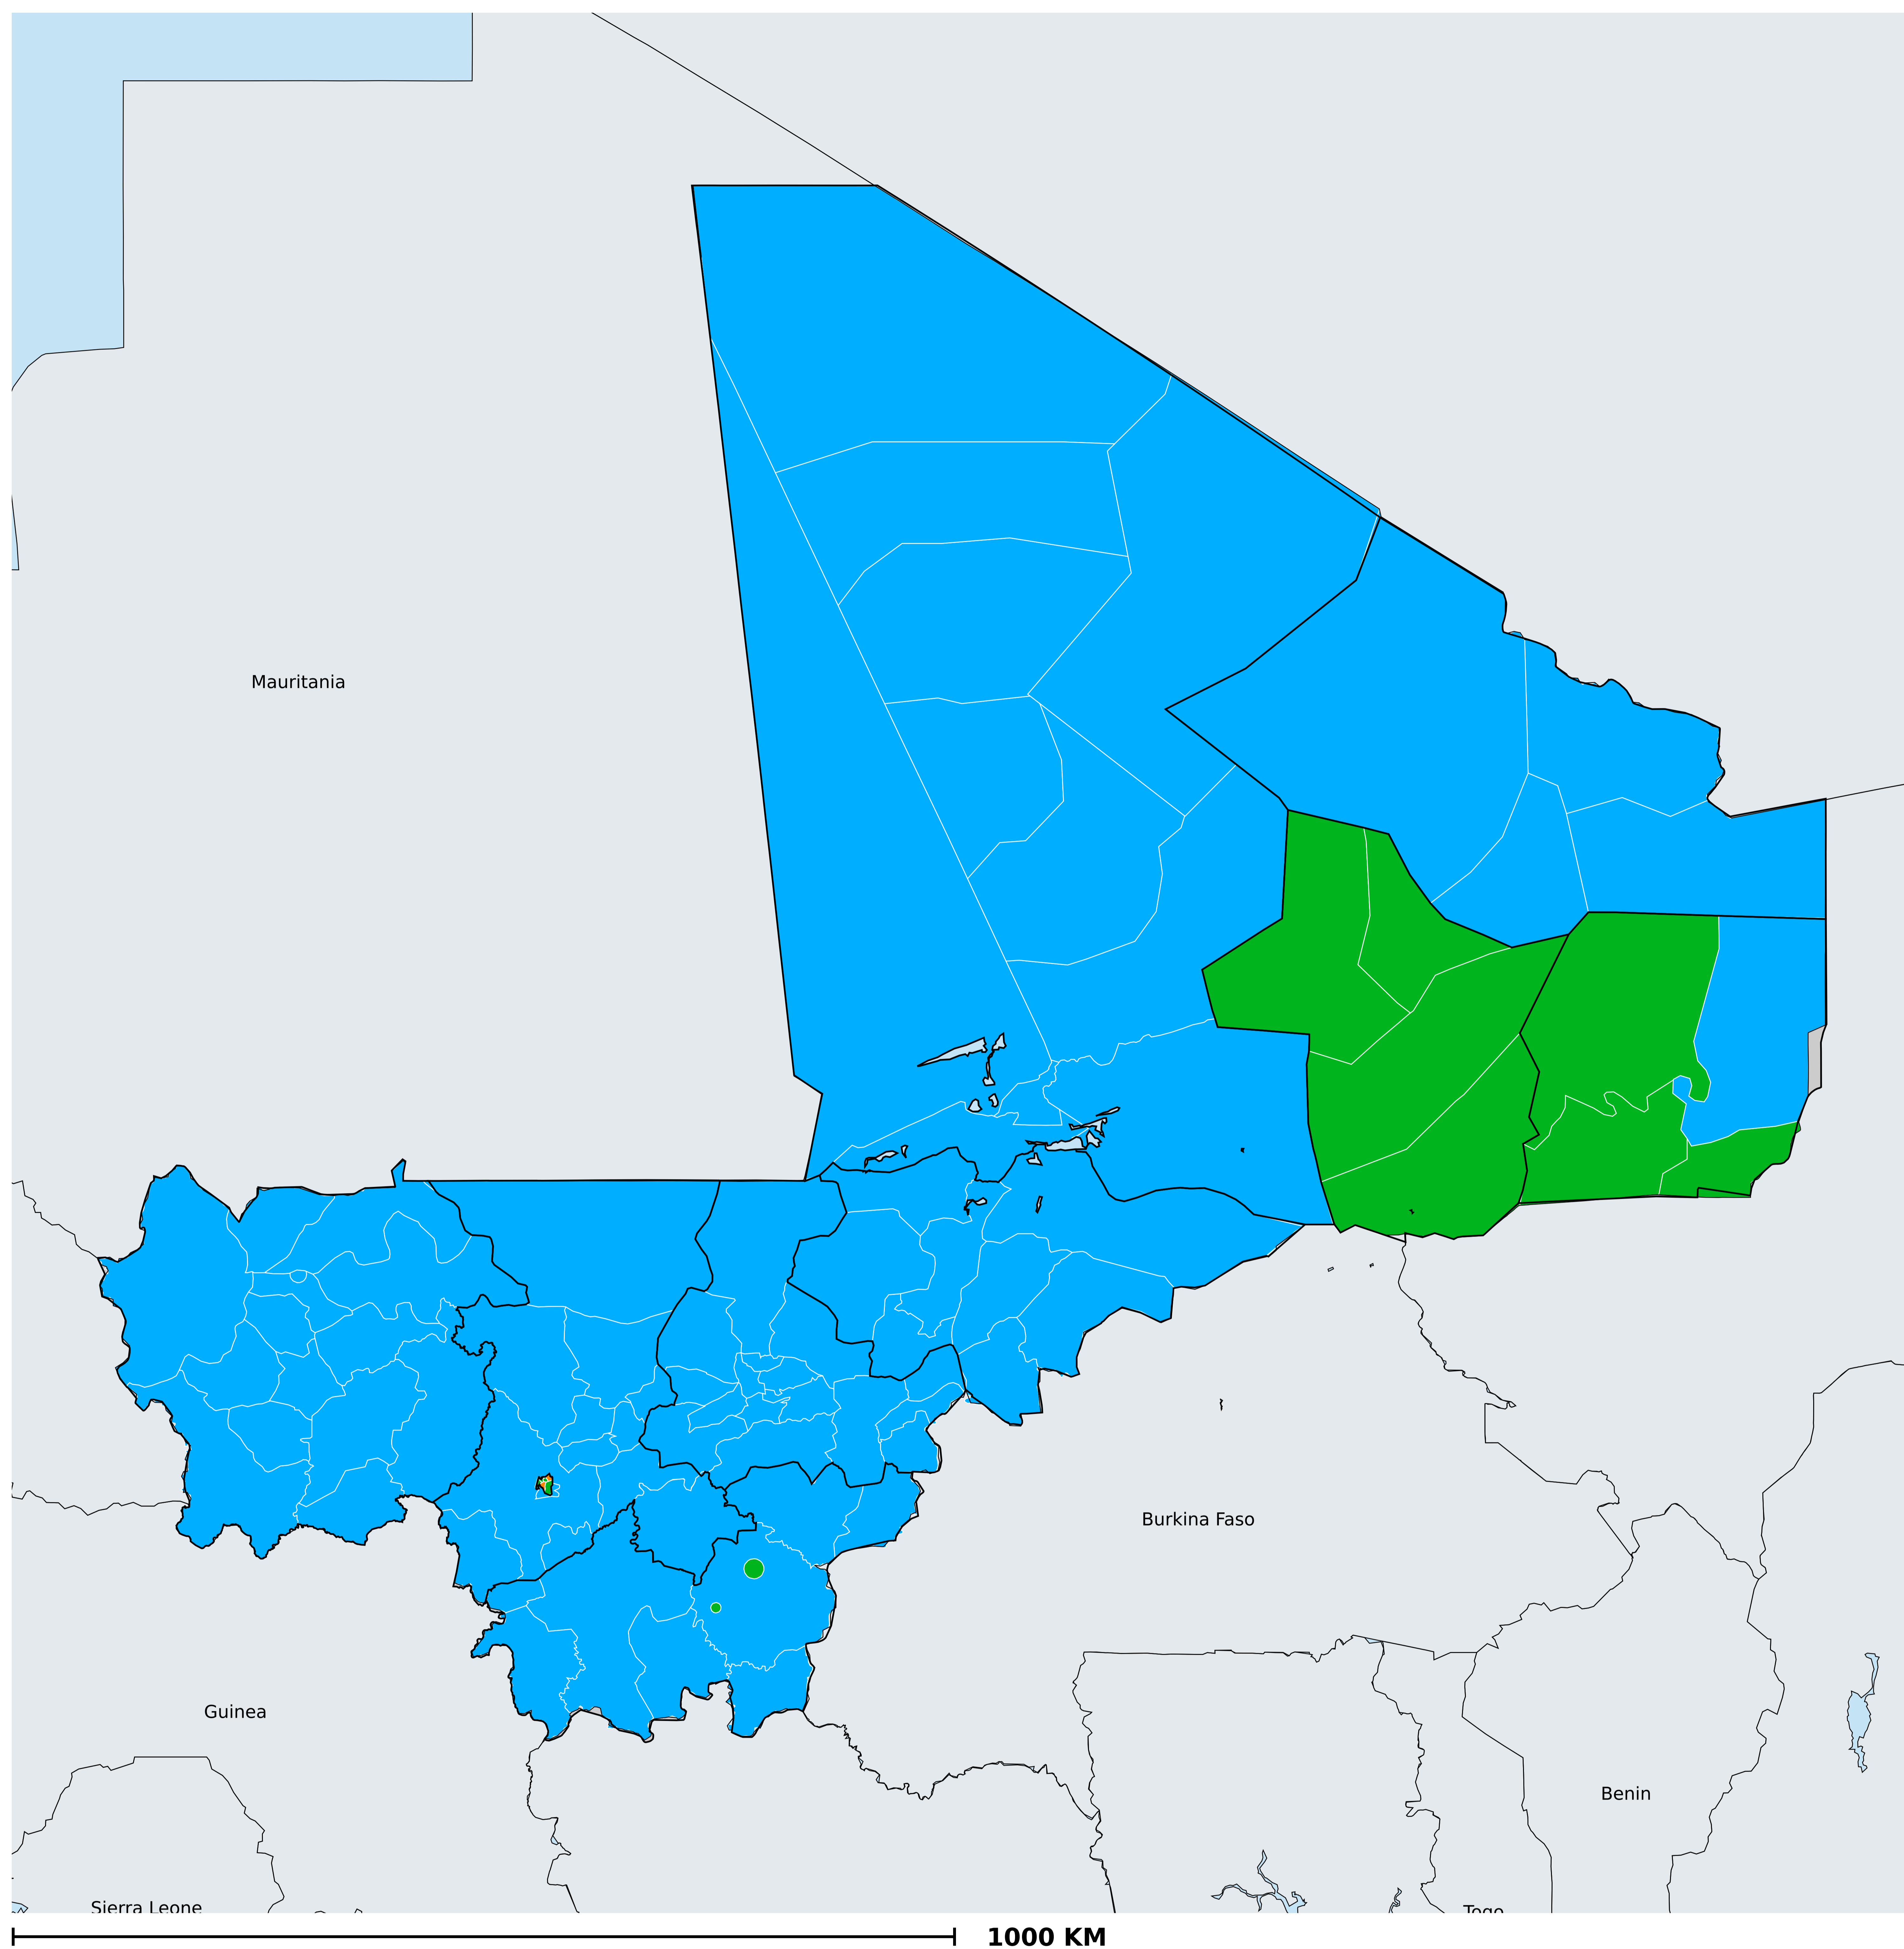 Mauritania
Burkina Faso
Guinea
Benin
Sierra Leone
Togo
1000 KM